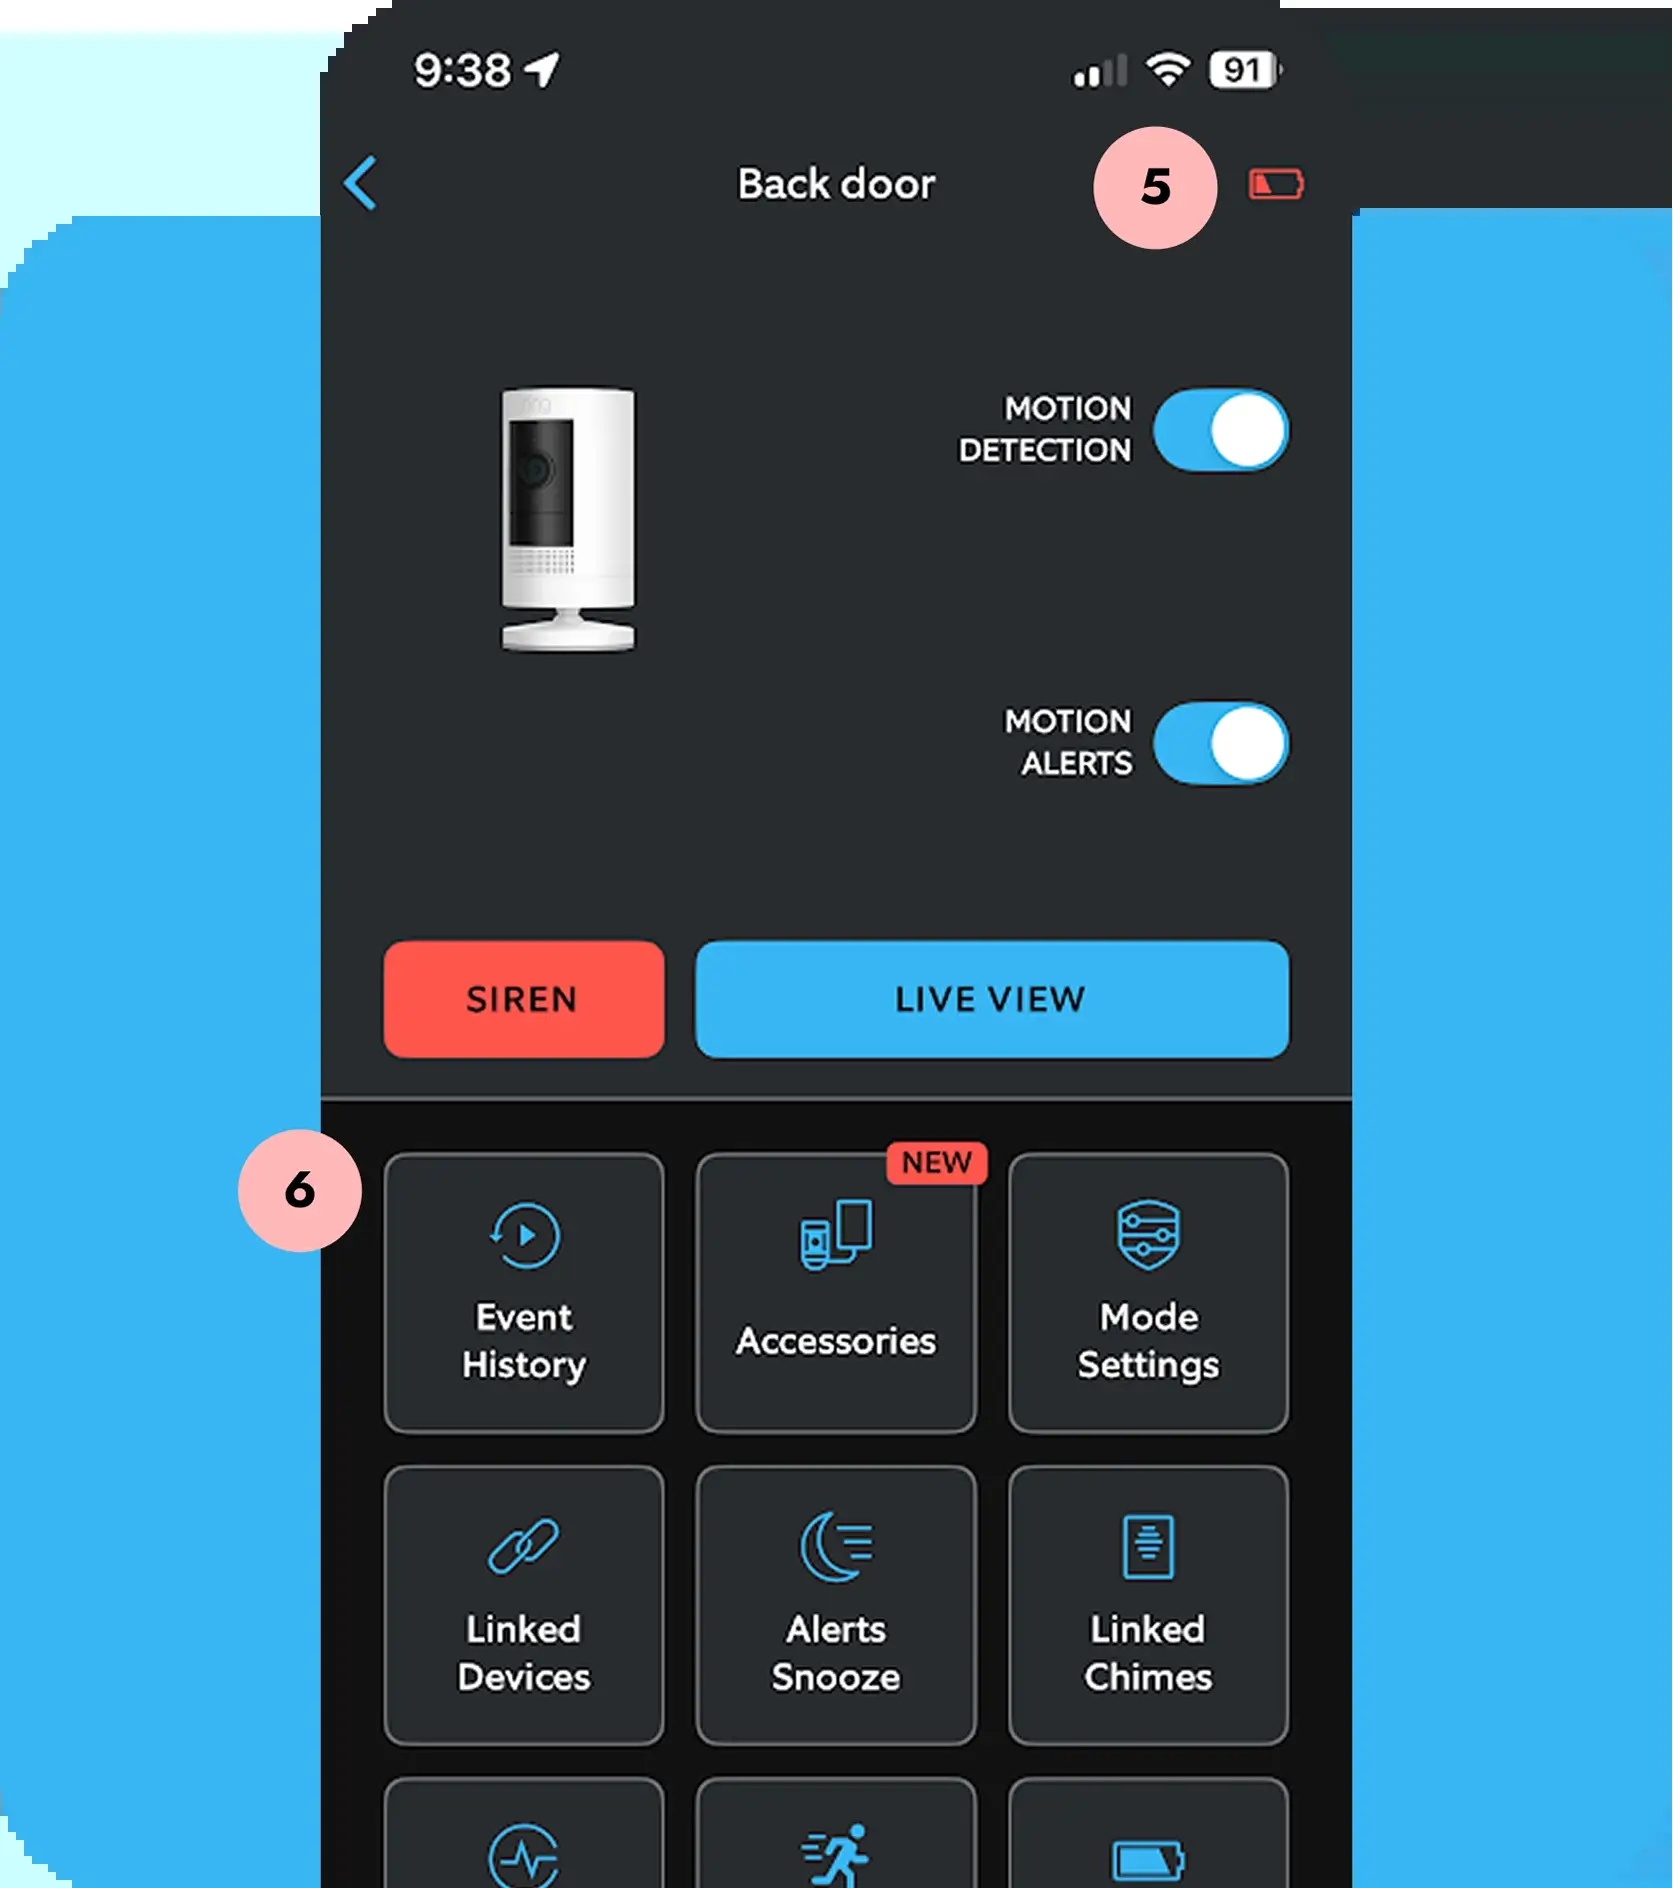 9:38
91
Back door
5
ring
MOTION
DETECTION
MOTION
ALERTS
SIREN
LIVE VIEW
6
NEW
Event
History
Accessories
Mode
Settings
Linked
Devices
Alerts
Snooze
Linked
Chimes